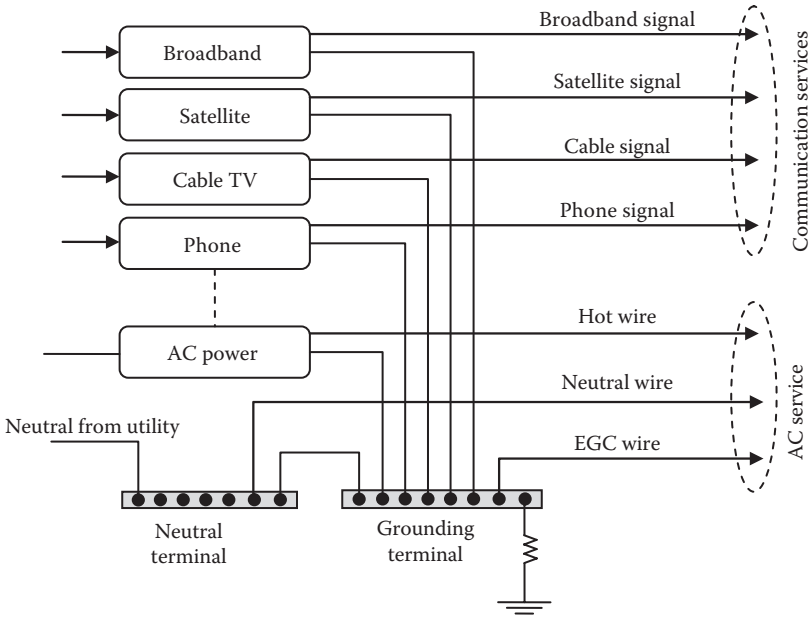 Broadband signal
Broadband
Satellite signal
Satellite
Cable signal
Cable TV
Phone signal
Phone
Communication services
Hot wire
AC power
Neutral wire
Neutral from utility
EGC wire
AC service
Neutral
terminal
Grounding
terminal